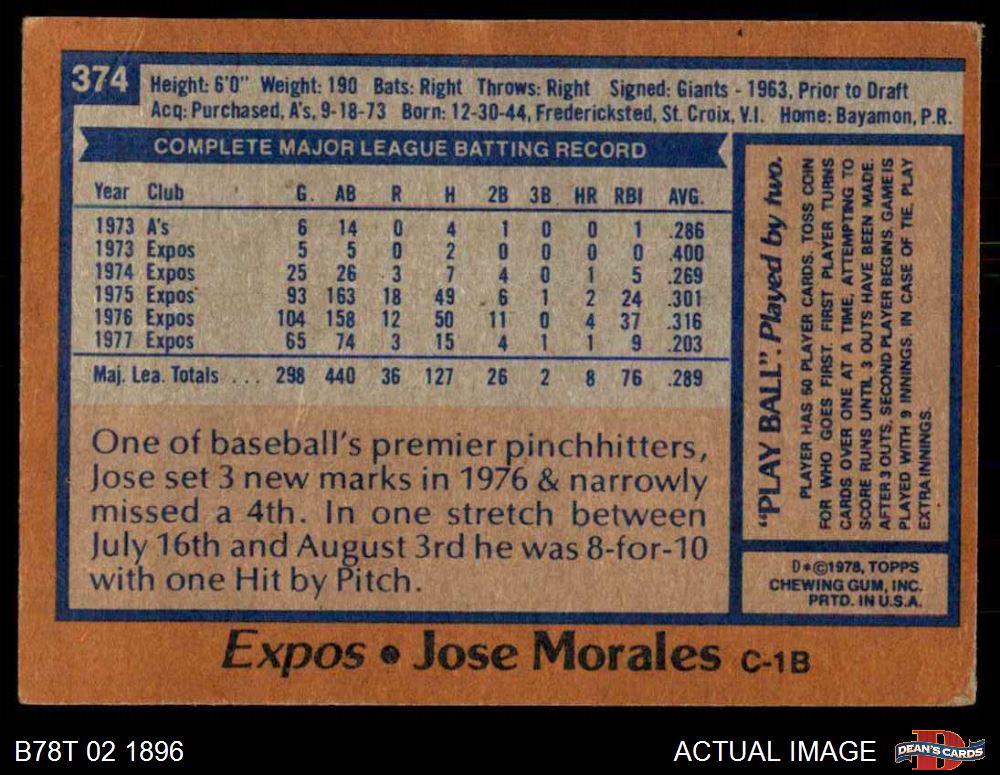 374
Height: 6'0" Weight: 190 Bats: Right Throws: Right Signed: Giants - 1963, Prior to Draft
Acq: Purchased, A's, 9-18-73 Born: 12-30-44, Fredericksted, St. Croix, V.I. Home: Bayamon, P.R.
COMPLETE MAJOR LEAGUE BATTING RECORD
Year Club G. AB R H 2B 3B HR RBI AVG.
1973 A's 6 14 0 4 1 0 0 1 .286
1973 Expos 5 5 0 2 0 0 0 0 .400
1974 Expos 25 26 3 7 4 0 1 5 .269
1975 Expos 93 163 18 49 6 1 2 24 .301
1976 Expos 104 158 12 50 11 0 4 37 .316
1977 Expos 65 74 3 15 4 1 1 9 .203
Maj. Lea. Totals ... 298 440 36 127 26 2 8 76 .289
One of baseball's premier pinchhitters,
Jose set 3 new marks in 1976 & narrowly
missed a 4th. In one stretch between
July 16th and August 3rd he was 8-for-10
with one Hit by Pitch.
"PLAY BALL". Played by two.
PLAYER HAS 50 PLAYER CARDS. TOSS COIN
FOR WHO GOES FIRST. FIRST PLAYER TURNS
CARDS OVER ONE AT A TIME, ATTEMPTING TO
SCORE RUNS UNTIL 3 OUTS HAVE BEEN MADE.
AFTER 3 OUTS, SECOND PLAYER BEGINS. GAME IS
PLAYED WITH 9 INNINGS. IN CASE OF TIE, PLAY
EXTRA INNINGS.
D*©1978, TOPPS
CHEWING GUM, INC.
PRTD. IN U.S.A.
Expos • Jose Morales C-1B
B78T 02 1896
ACTUAL IMAGE
D
DEAN'S CARDS